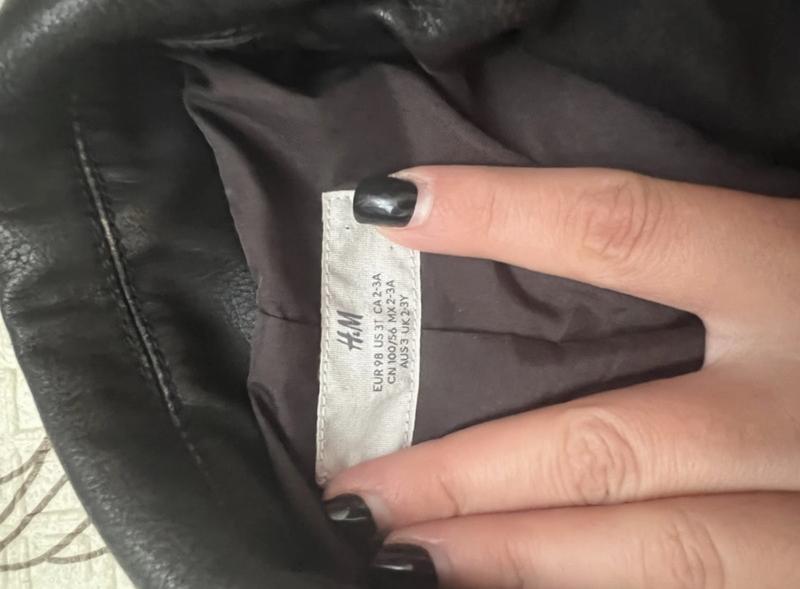 H&M
EUR 98 US 3T CA 2-3A
CN 100/56 MX 2-3A
AUS 3 UK 2-3Y